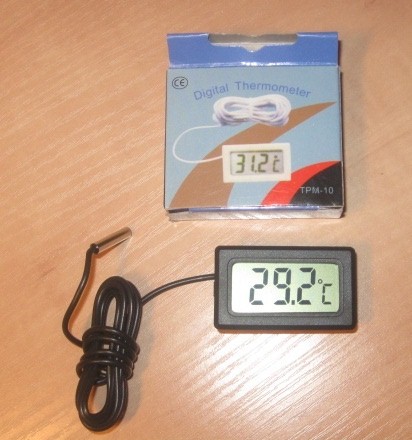 CE
Digital Thermometer
31.2°C
TPM-10
29.2°C